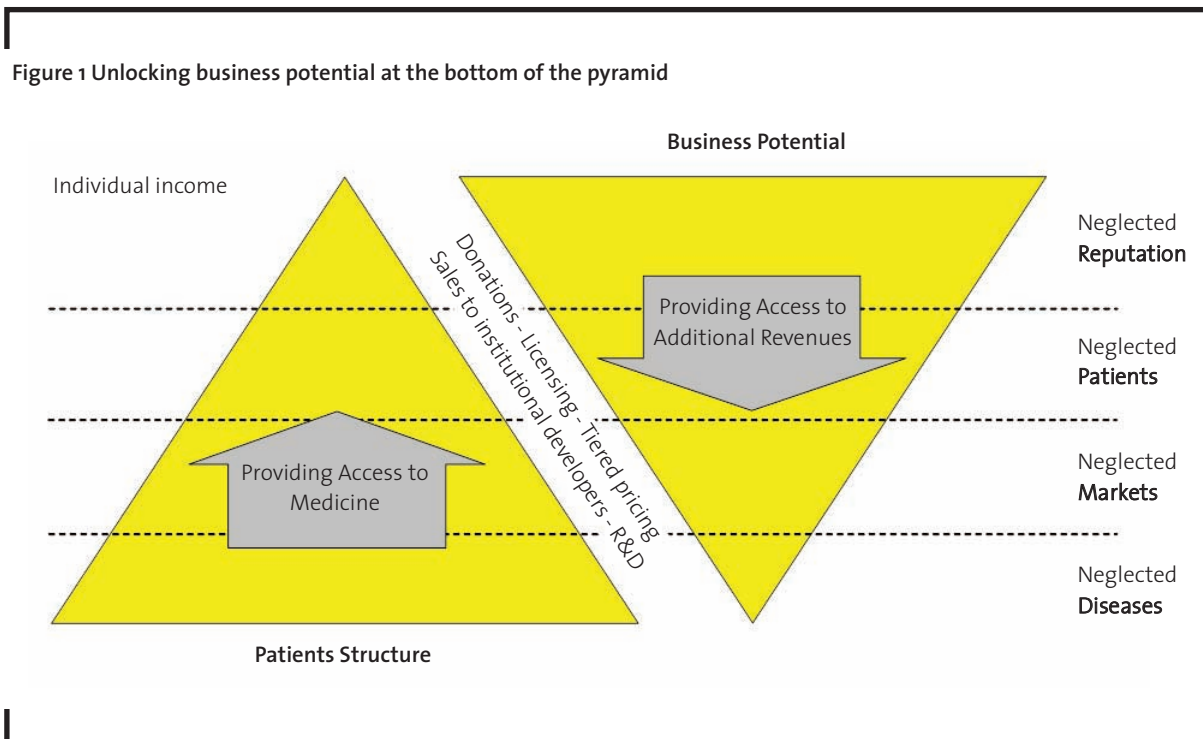 Figure 1 Unlocking business potential at the bottom of the pyramid
Business Potential
Individual income
Neglected
Reputation
Donations - Licensing - Tiered pricing
Sales to institutional developers - R&D
Providing Access to
Additional Revenues
Neglected
Patients
Providing Access to
Medicine
Neglected
Markets
Neglected
Diseases
Patients Structure